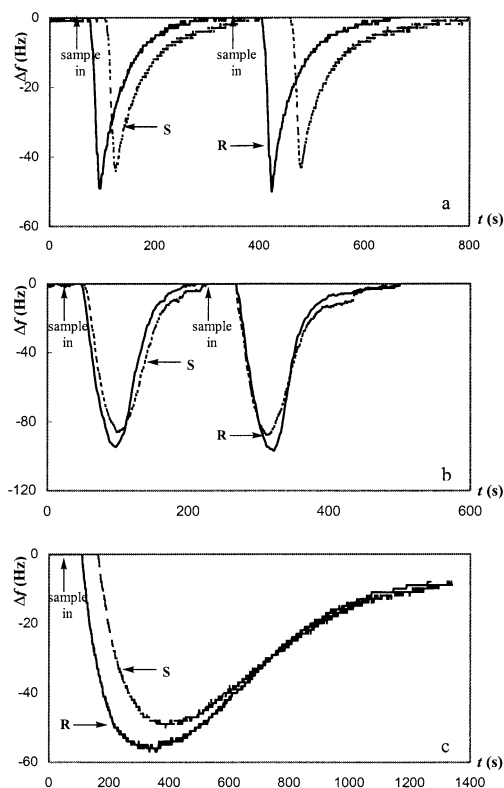 Δf (Hz)
0
-20
-40
-60
sample
in
sample
in
S
R
a
t (s)
0 200 400 600 800
Δf (Hz)
0
-40
-80
-120
sample
in
sample
in
S
R
b
t (s)
0 200 400 600
Δf (Hz)
0
-20
-40
-60
sample
in
S
R
c
t (s)
0 200 400 600 800 1000 1200 1400